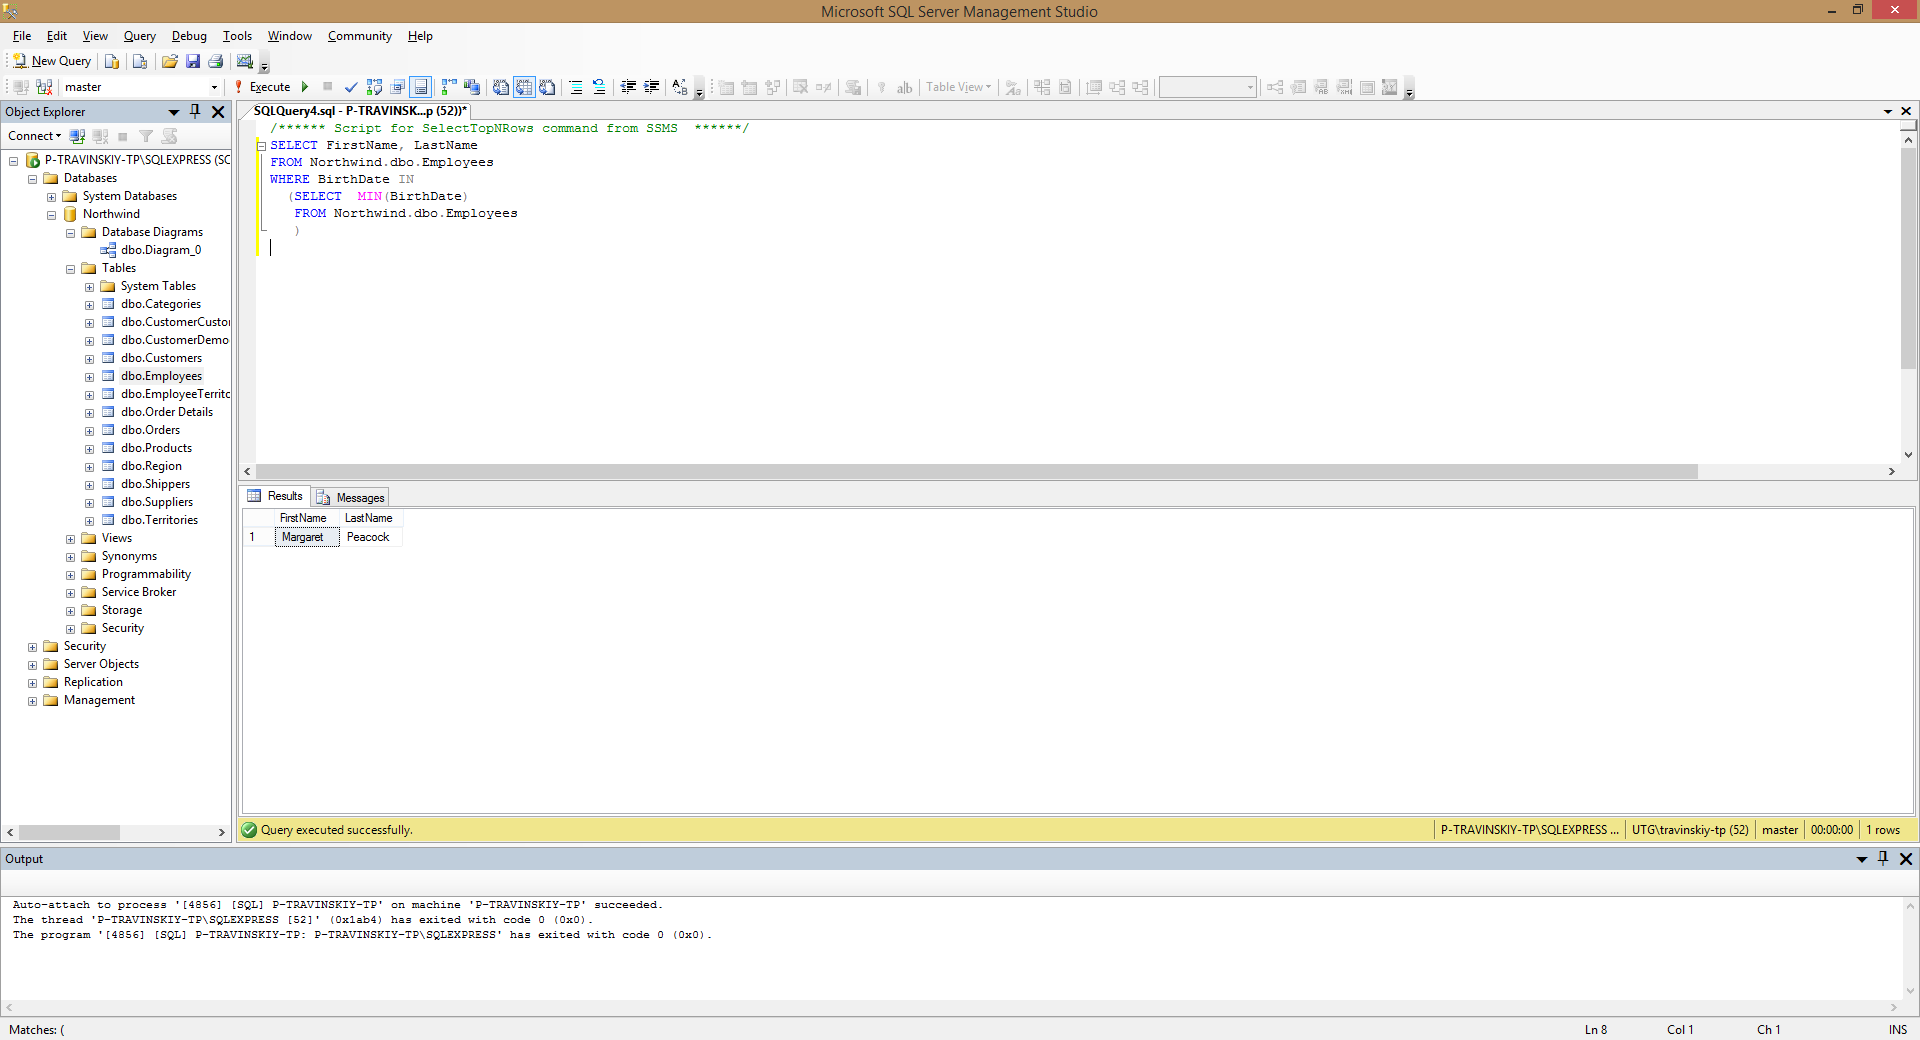 Microsoft SQL Server Management Studio
File Edit View Query Debug Tools Window Community Help
New Query
master Execute Table View
Object Explorer
Connect
P-TRAVINSKIY-TP\SQLEXPRESS (SC
Databases
System Databases
Northwind
Database Diagrams
dbo.Diagram_0
Tables
System Tables
dbo.Categories
dbo.CustomerCustor
dbo.CustomerDemo
dbo.Customers
dbo.Employees
dbo.EmployeeTerritc
dbo.Order Details
dbo.Orders
dbo.Products
dbo.Region
dbo.Shippers
dbo.Suppliers
dbo.Territories
Views
Synonyms
Programmability
Service Broker
Storage
Security
Security
Server Objects
Replication
Management
SQLQuery4.sql - P-TRAVINSK...p (52))*
/****** Script for SelectTopNRows command from SSMS  ******/
SELECT FirstName, LastName
FROM Northwind.dbo.Employees
WHERE BirthDate IN
(SELECT  MIN(BirthDate)
FROM Northwind.dbo.Employees
)
Results Messages
FirstName LastName
1 Margaret Peacock
Query executed successfully. P-TRAVINSKIY-TP\SQLEXPRESS ... UTG\travinskiy-tp (52) master 00:00:00 1 rows
Output
Auto-attach to process '[4856] [SQL] P-TRAVINSKIY-TP' on machine 'P-TRAVINSKIY-TP' succeeded.
The thread 'P-TRAVINSKIY-TP\SQLEXPRESS [52]' (0x1ab4) has exited with code 0 (0x0).
The program '[4856] [SQL] P-TRAVINSKIY-TP: P-TRAVINSKIY-TP\SQLEXPRESS' has exited with code 0 (0x0).
Matches: ( Ln 8 Col 1 Ch 1 INS